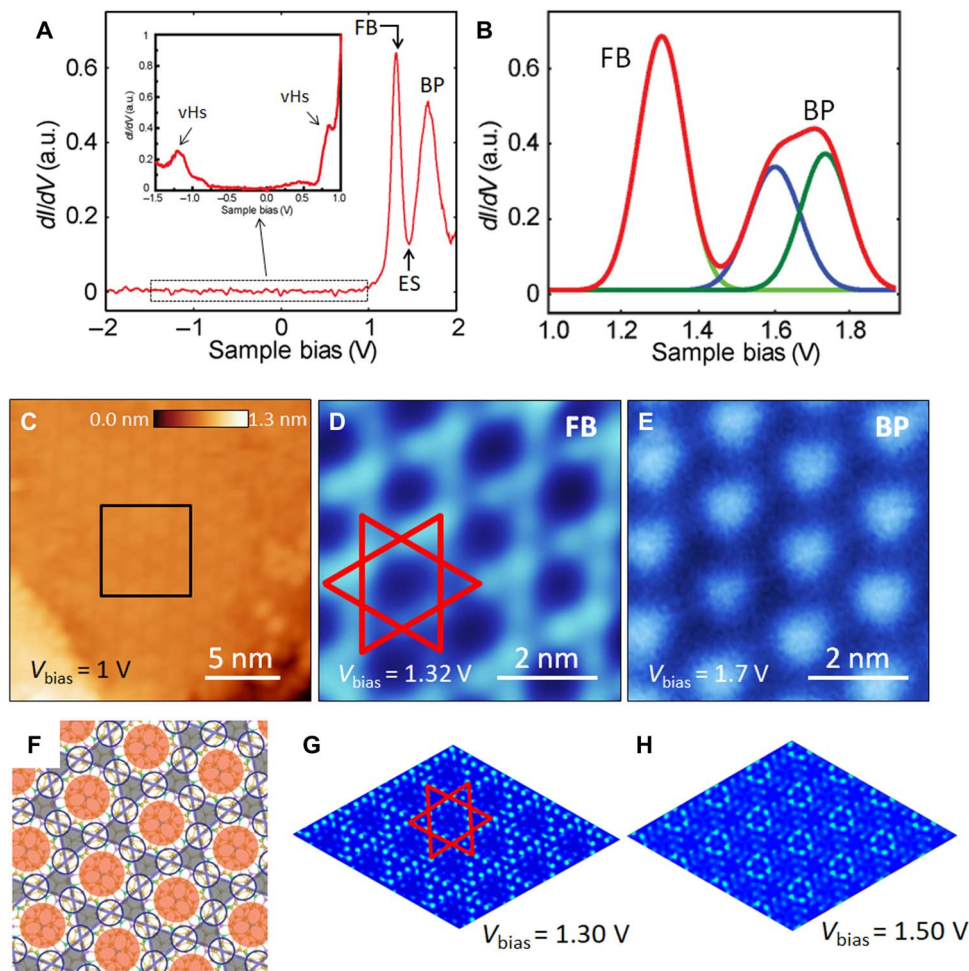 A
dI/dV (a.u.)
0.6
0.4
0.2
0
−2
−1
0
1
2
Sample bias (V)
FB
BP
ES
dI/dV (a.u.)
1
0.8
0.6
0.4
0.2
0
−1.5
−1.0
−0.5
0.0
0.5
1.0
Sample bias (V)
vHs
vHs
B
dI/dV (a.u.)
0.6
0.4
0.2
0
1.0
1.2
1.4
1.6
1.8
Sample bias (V)
FB
BP
C
0.0 nm
1.3 nm
Vbias = 1 V
5 nm
D
FB
Vbias = 1.32 V
2 nm
E
BP
Vbias = 1.7 V
2 nm
F
G
Vbias = 1.30 V
H
Vbias = 1.50 V